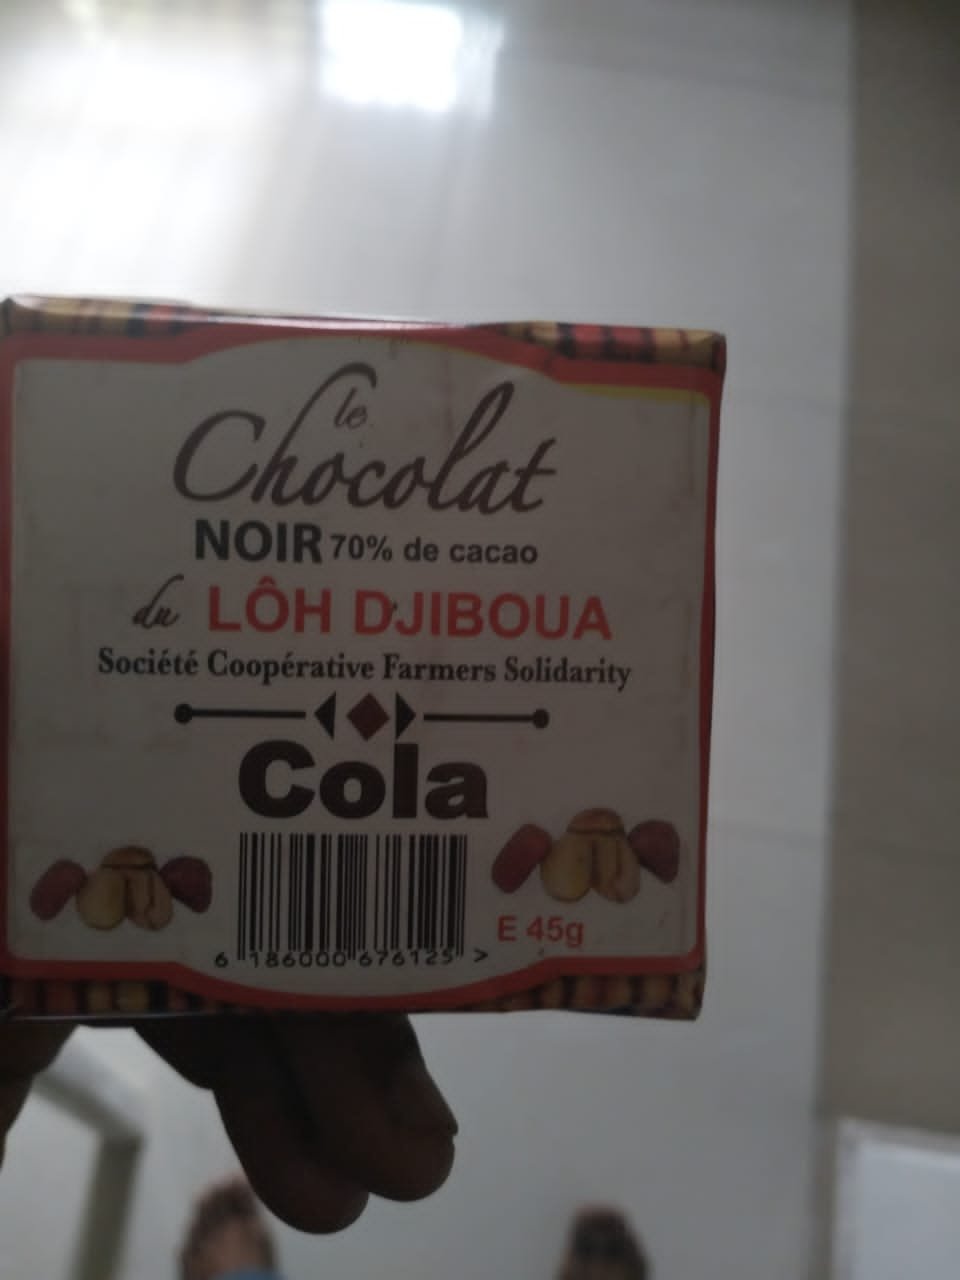 le
Chocolat
NOIR 70% de cacao
du LÔH DJIBOUA
Société Coopérative Farmers Solidarity
Cola
E 45g
6 186000 676125 >